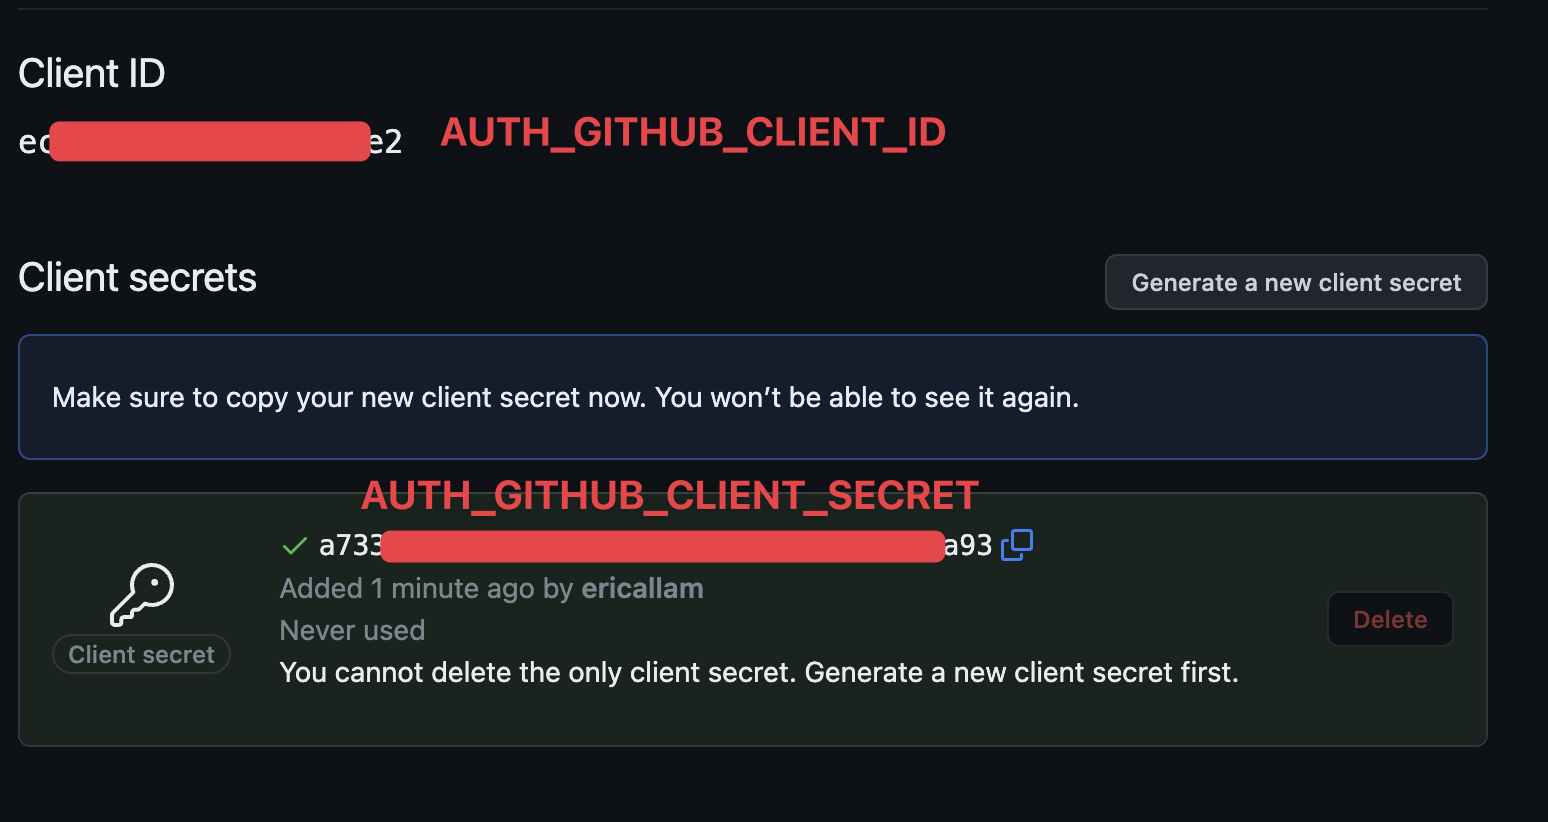 Client ID
ec e2 AUTH_GITHUB_CLIENT_ID
Client secrets
Generate a new client secret
Make sure to copy your new client secret now. You won’t be able to see it again.
AUTH_GITHUB_CLIENT_SECRET
a733 a93
Added 1 minute ago by ericallam
Never used
Client secret
You cannot delete the only client secret. Generate a new client secret first.
Delete